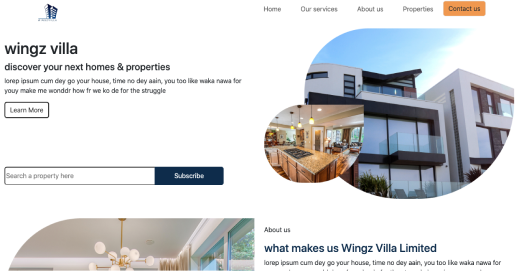 Home Our services About us Properties Contact us
wingz villa
discover your next homes & properties
lorep ipsum cum dey go your house, time no dey aain, you too like waka nawa for
youy make me wonddr how fr we ko de for the struggle
Learn More
Search a property here Subscribe
About us
what makes us Wingz Villa Limited
lorep ipsum cum dey go your house, time no dey aain, you too like waka nawa for